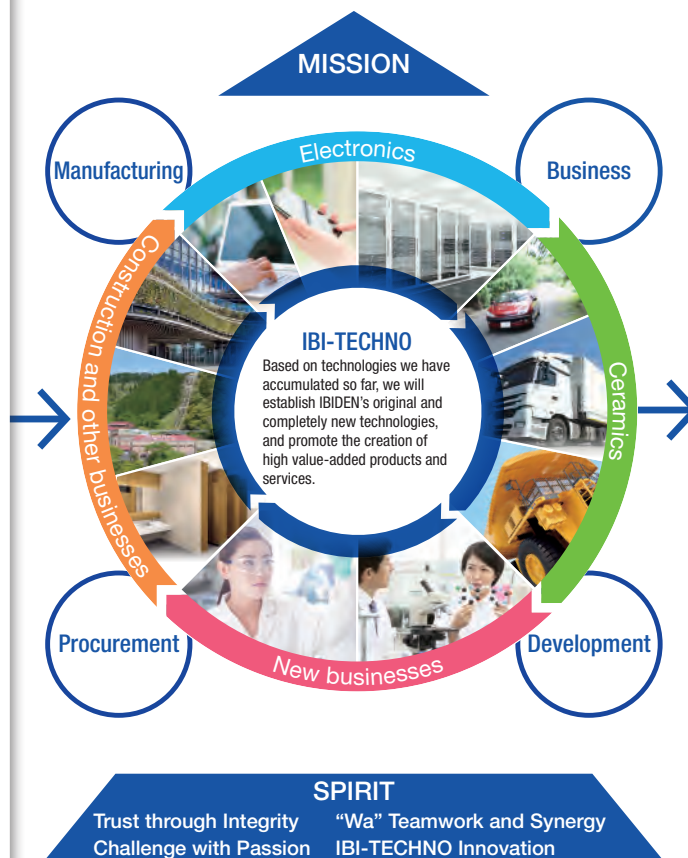 MISSION
Manufacturing
Electronics
Business
Construction and other businesses
IBI-TECHNO
Based on technologies we have
accumulated so far, we will
establish IBIDEN's original and
completely new technologies,
and promote the creation of
high value-added products and
services.
Ceramics
Procurement
New businesses
Development
SPIRIT
Trust through Integrity “Wa” Teamwork and Synergy
Challenge with Passion IBI-TECHNO Innovation